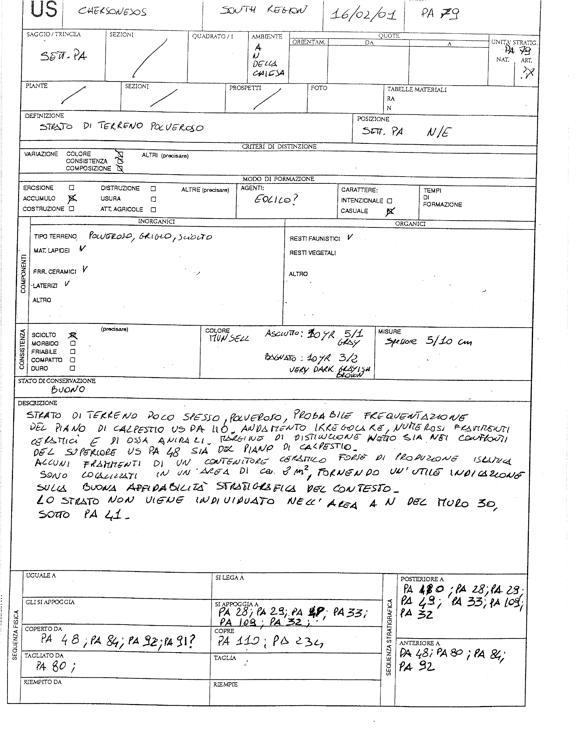 US CHERSONESOS SOUTH REGION 16/02/01 PA 79
SAGGIO / TRINCEA SEZIONI QUADRATO / I AMBIENTE QUOTE UNITA' STRATIG.
SETT. PA A N DELLA CHIESA ORIENTAM. DA A PA 79
NAT. ART.
PIANTE SEZIONI PROSPETTI FOTO TABELLE MATERIALI
RA
N
DEFINIZIONE POSIZIONE
STRATO DI TERRENO POLVEROSO SETT. PA N/E
CRITERI DI DISTINZIONE
VARIAZIONE COLORE ALTRI (precisare)
CONSISTENZA
COMPOSIZIONE
MODO DI FORMAZIONE
EROSIONE DISTRUZIONE ALTRE (precisare) AGENTI: CARATTERE: TEMPI
ACCUMULO USURA EOLICO? INTENZIONALE DI
COSTRUZIONE ATT. AGRICOLE CASUALE FORMAZIONE
INORGANICI ORGANICI
COMPONENTI
TIPO TERRENO POLVEROSO, GRIGIO, SCIOLTO RESTI FAUNISTICI V
MAT. LAPIDEI V RESTI VEGETALI
FRR. CERAMICI V ALTRO
LATERIZI V
ALTRO
CONSISTENZA
SCIOLTO (precisare) COLORE MUNSELL ASCIUTTO: 10YR 5/1 GRAY MISURE
MORBIDO Spessore 5/10 cm
FRIABILE BAGNATO: 10YR 3/2
COMPATTO VERY DARK GRAYISH BROWN
DURO
STATO DI CONSERVAZIONE
BUONO
DESCRIZIONE
STRATO DI TERRENO POCO SPESSO, POLVEROSO, PROBABILE FREQUENTAZIONE
DEL PIANO DI CALPESTIO US PA 110. ANDAMENTO IRREGOLARE, NUMEROSI FRAMMENTI
CERAMICI E DI OSSA ANIMALI. MARGINE DI DISTINZIONE NETTO SIA NEI CONFRONTI
DEL SUPERIORE US PA 48 SIA DEL PIANO DI CALPESTIO.
ALCUNI FRAMMENTI DI UN CONTENITORE CERAMICO FORSE DI PRODUZIONE ISLAMICA
SONO LOCALIZZATI IN UN'AREA DI ca. 8 m², FORNENDO UN'UTILE INDICAZIONE
SULLA BUONA AFFIDABILITÀ STRATIGRAFICA DEL CONTESTO.
LO STRATO NON VIENE INDIVIDUATO NELL'AREA A N DEL MURO 30,
SOTTO PA 41.
SEQUENZA FISICA
UGUALE A SI LEGA A
GLI SI APPOGGIA SI APPOGGIA A
PA 28; PA 29; PA 33;
PA 109; PA 32;
COPERTO DA COPRE
PA 48; PA 84; PA 92; PA 91? PA 110; PA 234
TAGLIATO DA TAGLIA
PA 80;
RIEMPITO DA RIEMPIE
SEQUENZA STRATIGRAFICA
POSTERIORE A
PA 110; PA 28; PA 29;
PA 49; PA 33; PA 109;
PA 32
ANTERIORE A
PA 48; PA 80; PA 84;
PA 92